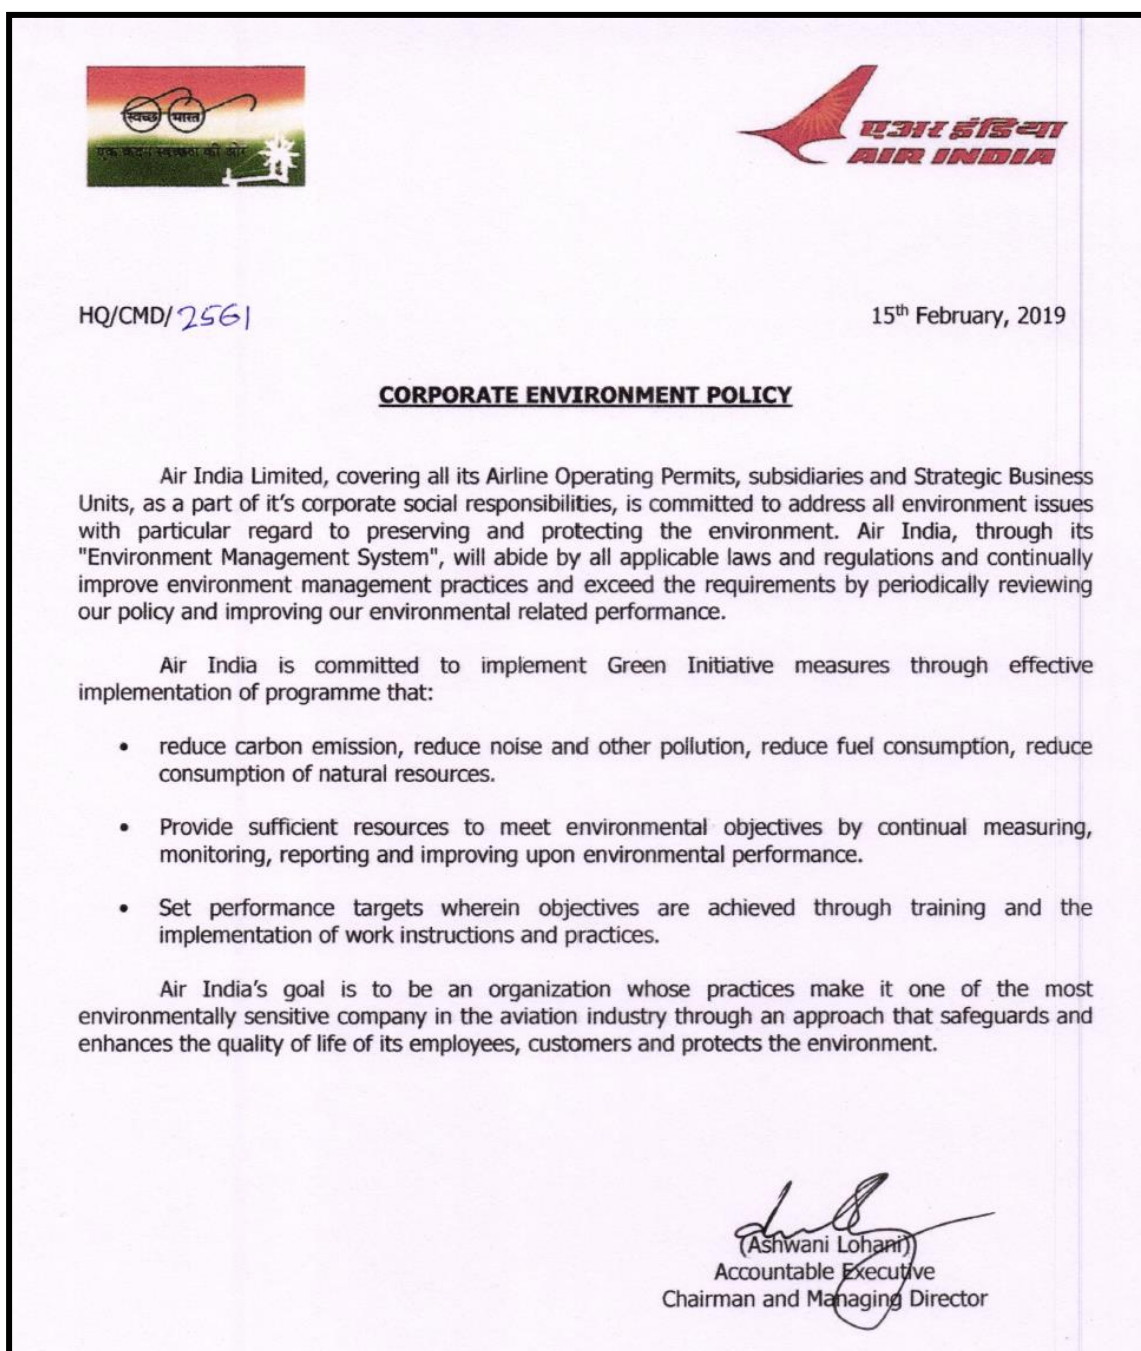 स्वच्छ भारत
एक कदम स्वच्छता की ओर
एअर इंडिया
AIR INDIA
HQ/CMD/ 2561
15th February, 2019
CORPORATE ENVIRONMENT POLICY
Air India Limited, covering all its Airline Operating Permits, subsidiaries and Strategic Business
Units, as a part of it's corporate social responsibilities, is committed to address all environment issues
with particular regard to preserving and protecting the environment. Air India, through its
"Environment Management System", will abide by all applicable laws and regulations and continually
improve environment management practices and exceed the requirements by periodically reviewing
our policy and improving our environmental related performance.
Air India is committed to implement Green Initiative measures through effective
implementation of programme that:
• reduce carbon emission, reduce noise and other pollution, reduce fuel consumption, reduce
consumption of natural resources.
• Provide sufficient resources to meet environmental objectives by continual measuring,
monitoring, reporting and improving upon environmental performance.
• Set performance targets wherein objectives are achieved through training and the
implementation of work instructions and practices.
Air India's goal is to be an organization whose practices make it one of the most
environmentally sensitive company in the aviation industry through an approach that safeguards and
enhances the quality of life of its employees, customers and protects the environment.
(Ashwani Lohani)
Accountable Executive
Chairman and Managing Director